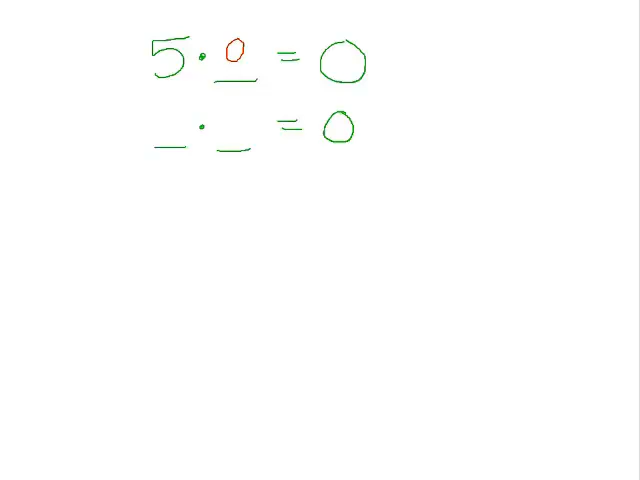 5 · 0 = 0
_ · _ = 0